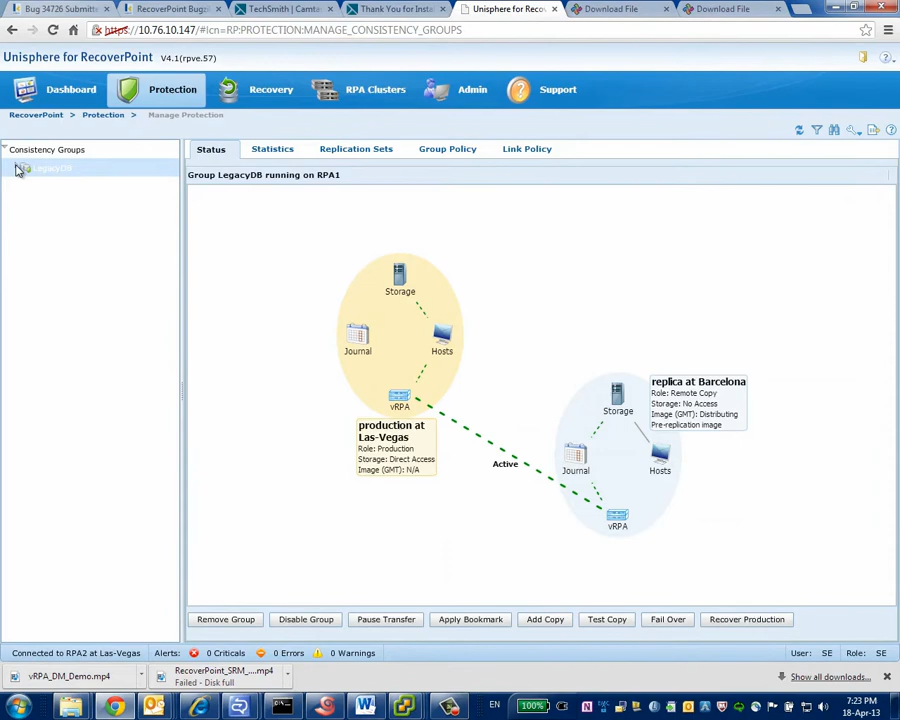 Bug 34726 Submitte
RecoverPoint Bugz
TechSmith | Camta
Thank You for Insta
Unisphere for Reco
Download File
Download File
https://10.76.10.147/#lcn=RP:PROTECTION:MANAGE_CONSISTENCY_GROUPS
Unisphere for RecoverPoint V4.1(rpve.57)
Dashboard
Protection
Recovery
RPA Clusters
Admin
Support
RecoverPoint > Protection > Manage Protection
Consistency Groups
LegacyDB
Status
Statistics
Replication Sets
Group Policy
Link Policy
Group LegacyDB running on RPA1
Storage
Journal
Hosts
vRPA
production at
Las-Vegas
Role: Production
Storage: Direct Access
Image (GMT): N/A
Active
Storage
replica at Barcelona
Role: Remote Copy
Storage: No Access
Image (GMT): Distributing
Pre-replication image
Journal
Hosts
vRPA
Remove Group
Disable Group
Pause Transfer
Apply Bookmark
Add Copy
Test Copy
Fail Over
Recover Production
Connected to RPA2 at Las-Vegas
Alerts:
0 Criticals
0 Errors
0 Warnings
User: SE
Role: SE
vRPA_DM_Demo.mp4
RecoverPoint_SRM_....mp4
Failed - Disk full
Show all downloads...
100%
EN
7:23 PM
18-Apr-13